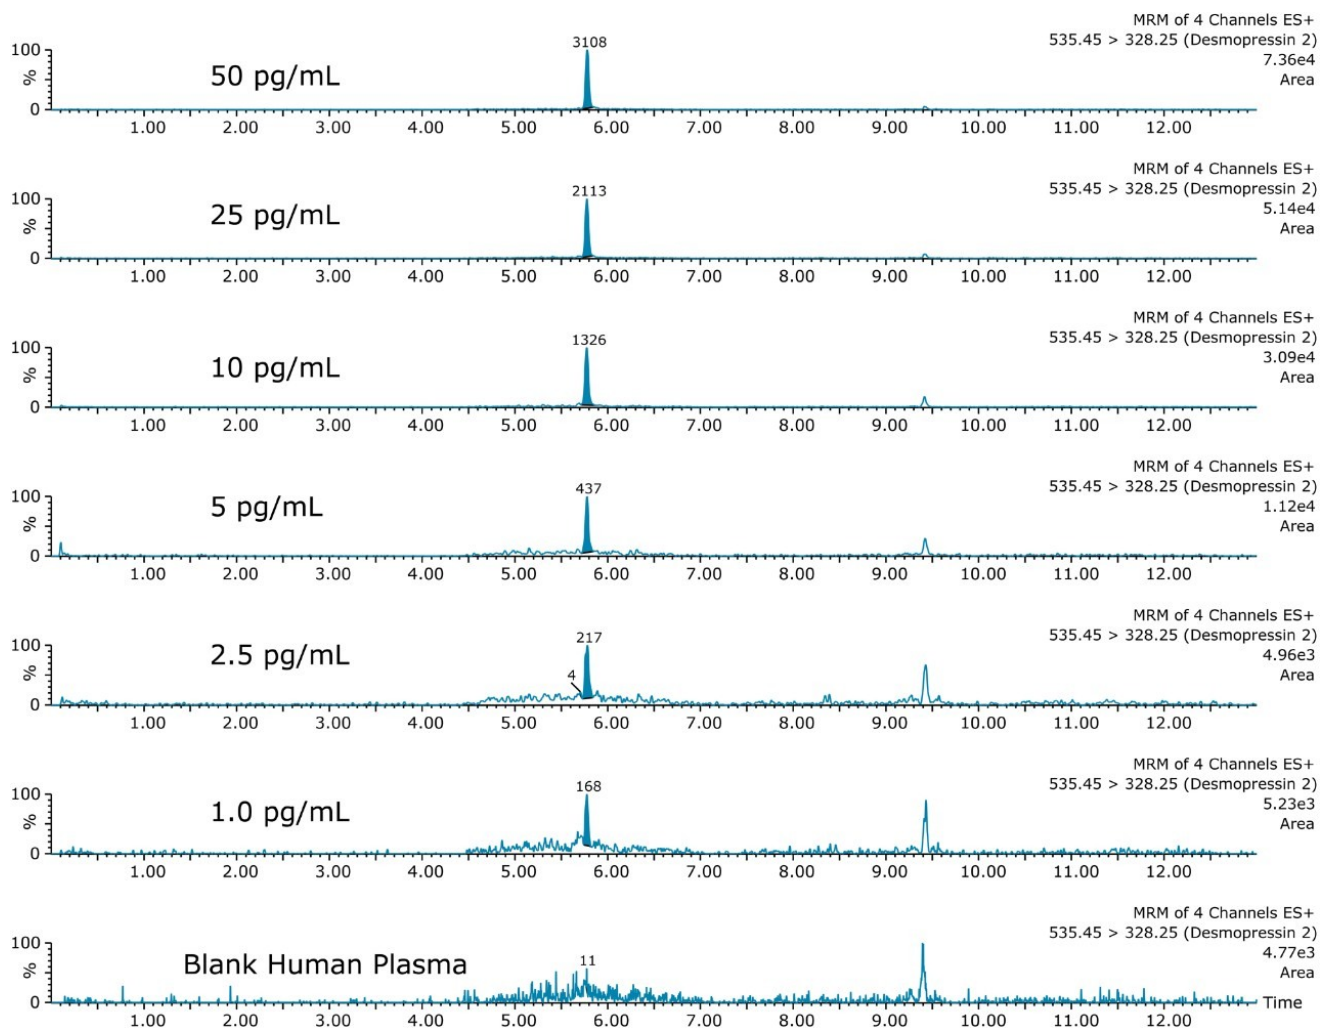 MRM of 4 Channels ES+
535.45 > 328.25 (Desmopressin 2)
7.36e4
Area
3108
100
%
0
50 pg/mL
1.00 2.00 3.00 4.00 5.00 6.00 7.00 8.00 9.00 10.00 11.00 12.00
MRM of 4 Channels ES+
535.45 > 328.25 (Desmopressin 2)
5.14e4
Area
2113
100
%
0
25 pg/mL
1.00 2.00 3.00 4.00 5.00 6.00 7.00 8.00 9.00 10.00 11.00 12.00
MRM of 4 Channels ES+
535.45 > 328.25 (Desmopressin 2)
3.09e4
Area
1326
100
%
0
10 pg/mL
1.00 2.00 3.00 4.00 5.00 6.00 7.00 8.00 9.00 10.00 11.00 12.00
MRM of 4 Channels ES+
535.45 > 328.25 (Desmopressin 2)
1.12e4
Area
437
100
%
0
5 pg/mL
1.00 2.00 3.00 4.00 5.00 6.00 7.00 8.00 9.00 10.00 11.00 12.00
MRM of 4 Channels ES+
535.45 > 328.25 (Desmopressin 2)
4.96e3
Area
217
4
100
%
0
2.5 pg/mL
1.00 2.00 3.00 4.00 5.00 6.00 7.00 8.00 9.00 10.00 11.00 12.00
MRM of 4 Channels ES+
535.45 > 328.25 (Desmopressin 2)
5.23e3
Area
168
100
%
0
1.0 pg/mL
1.00 2.00 3.00 4.00 5.00 6.00 7.00 8.00 9.00 10.00 11.00 12.00
MRM of 4 Channels ES+
535.45 > 328.25 (Desmopressin 2)
4.77e3
Area
11
100
%
0
Blank Human Plasma
Time
1.00 2.00 3.00 4.00 5.00 6.00 7.00 8.00 9.00 10.00 11.00 12.00